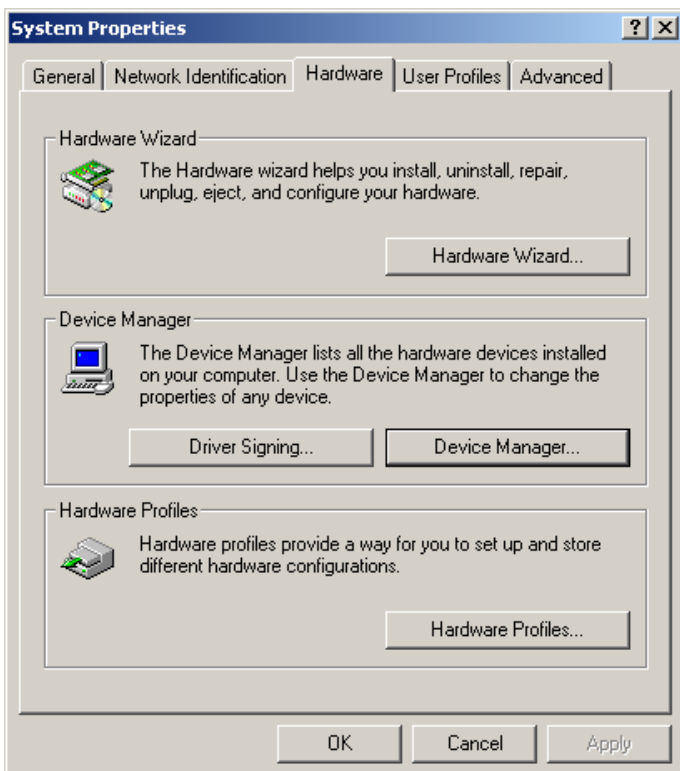 System Properties
General
Network Identification
Hardware
User Profiles
Advanced
Hardware Wizard
The Hardware wizard helps you install, uninstall, repair,
unplug, eject, and configure your hardware.
Hardware Wizard...
Device Manager
The Device Manager lists all the hardware devices installed
on your computer. Use the Device Manager to change the
properties of any device.
Driver Signing...
Device Manager...
Hardware Profiles
Hardware profiles provide a way for you to set up and store
different hardware configurations.
Hardware Profiles...
OK
Cancel
Apply